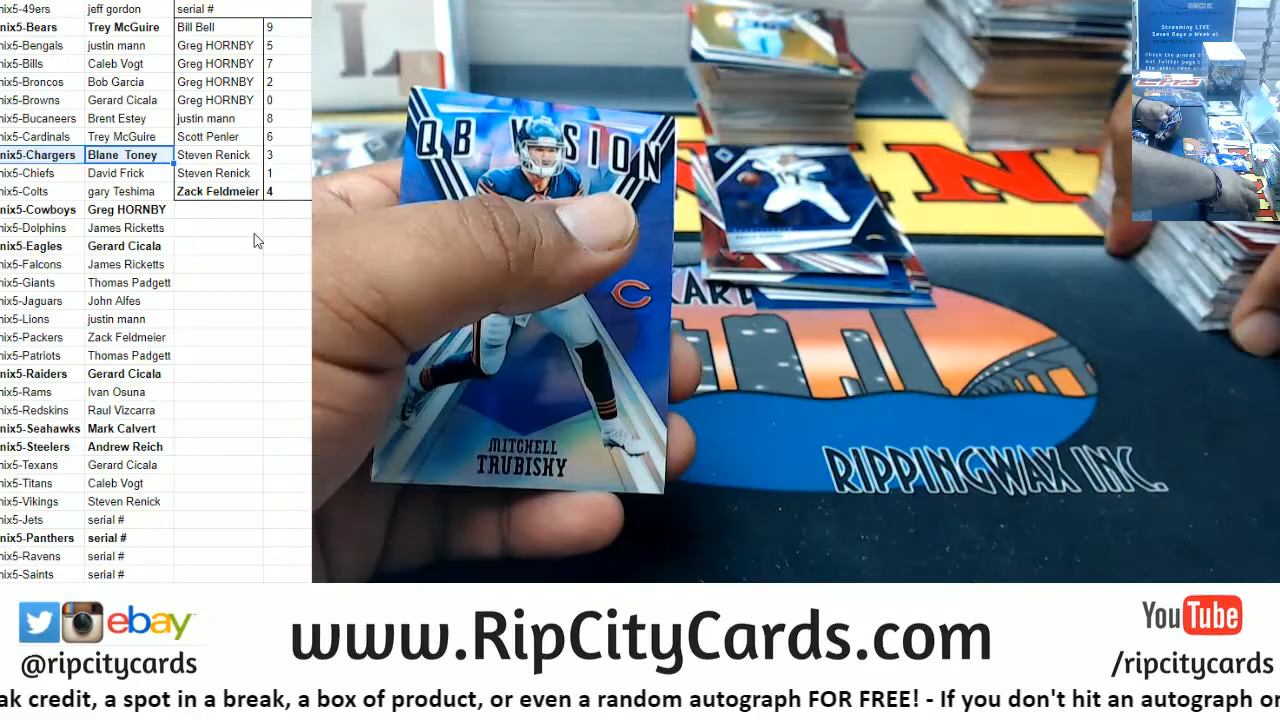 nix5-49ers jeff gordon serial #
nix5-Bears Trey McGuire Bill Bell 9
nix5-Bengals justin mann Greg HORNBY 5
nix5-Bills Caleb Vogt Greg HORNBY 7
nix5-Broncos Bob Garcia Greg HORNBY 2
nix5-Browns Gerard Cicala Greg HORNBY 0
nix5-Bucaneers Brent Estey justin mann 8
nix5-Cardinals Trey McGuire Scott Penler 6
nix5-Chargers Blane Toney Steven Renick 3
nix5-Chiefs David Frick Steven Renick 1
nix5-Colts gary Teshima Zack Feldmeier 4
nix5-Cowboys Greg HORNBY
nix5-Dolphins James Ricketts
nix5-Eagles Gerard Cicala
nix5-Falcons James Ricketts
nix5-Giants Thomas Padgett
nix5-Jaguars John Alfes
nix5-Lions justin mann
nix5-Packers Zack Feldmeier
nix5-Patriots Thomas Padgett
nix5-Raiders Gerard Cicala
nix5-Rams Ivan Osuna
nix5-Redskins Raul Vizcarra
nix5-Seahawks Mark Calvert
nix5-Steelers Andrew Reich
nix5-Texans Gerard Cicala
nix5-Titans Caleb Vogt
nix5-Vikings Steven Renick
nix5-Jets serial #
nix5-Panthers serial #
nix5-Ravens serial #
nix5-Saints serial #
QB VISION
C
MITCHELL
TRUBISKY
RIPPINGWAX INC.
Streaming LIVE
Seven Days a Week at
ebay
@ripcitycards
www.RipCityCards.com
YouTube
/ripcitycards
ak credit, a spot in a break, a box of product, or even a random autograph FOR FREE! - If you don't hit an autograph or